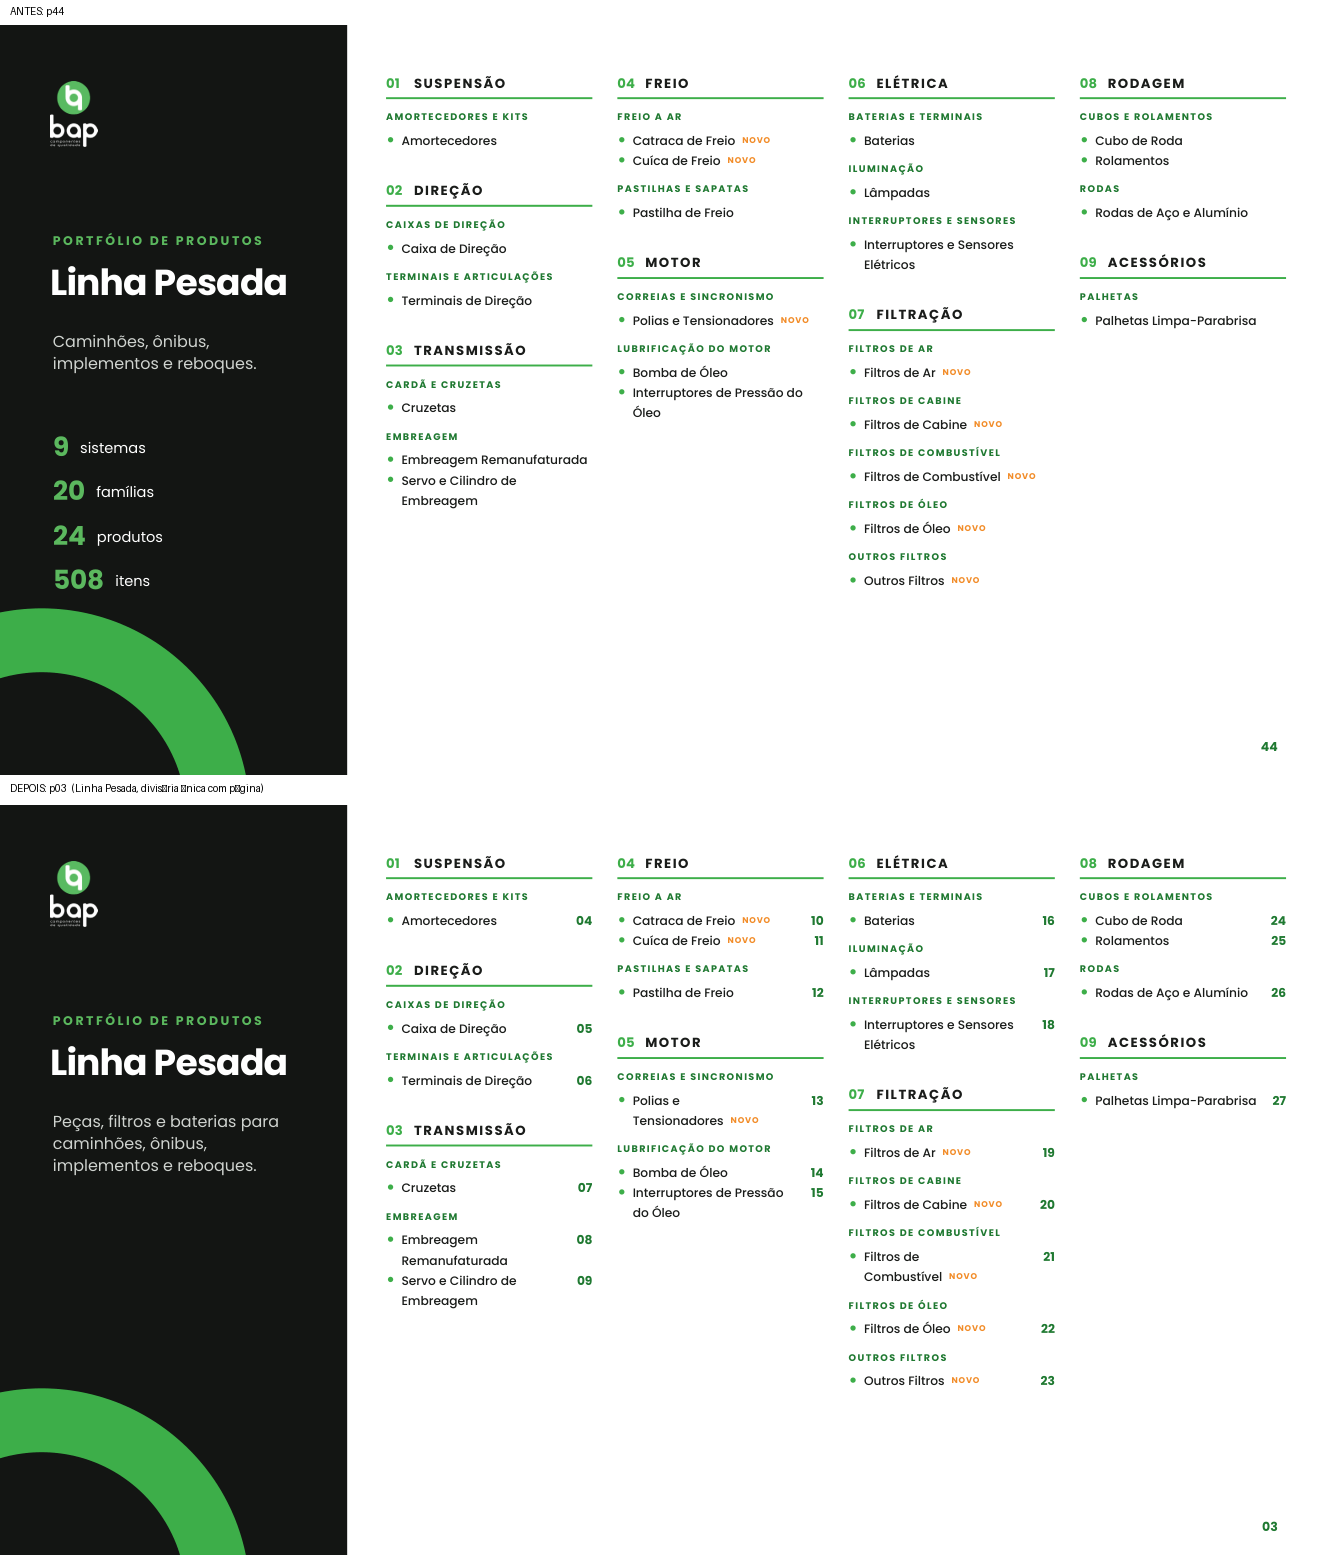 ANTES: p44
bap
PORTFÓLIO DE PRODUTOS
Linha Pesada
Caminhões, ônibus,
implementos e reboques.
9 sistemas
20 famílias
24 produtos
508 itens
01 SUSPENSÃO
AMORTECEDORES E KITS
Amortecedores
02 DIREÇÃO
CAIXAS DE DIREÇÃO
Caixa de Direção
TERMINAIS E ARTICULAÇÕES
Terminais de Direção
03 TRANSMISSÃO
CARDÃ E CRUZETAS
Cruzetas
EMBREAGEM
Embreagem Remanufaturada
Servo e Cilindro de
Embreagem
04 FREIO
FREIO A AR
Catraca de Freio NOVO
Cuíca de Freio NOVO
PASTILHAS E SAPATAS
Pastilha de Freio
05 MOTOR
CORREIAS E SINCRONISMO
Polias e Tensionadores NOVO
LUBRIFICAÇÃO DO MOTOR
Bomba de Óleo
Interruptores de Pressão do
Óleo
06 ELÉTRICA
BATERIAS E TERMINAIS
Baterias
ILUMINAÇÃO
Lâmpadas
INTERRUPTORES E SENSORES
Interruptores e Sensores
Elétricos
07 FILTRAÇÃO
FILTROS DE AR
Filtros de Ar NOVO
FILTROS DE CABINE
Filtros de Cabine NOVO
FILTROS DE COMBUSTÍVEL
Filtros de Combustível NOVO
FILTROS DE ÓLEO
Filtros de Óleo NOVO
OUTROS FILTROS
Outros Filtros NOVO
08 RODAGEM
CUBOS E ROLAMENTOS
Cubo de Roda
Rolamentos
RODAS
Rodas de Aço e Alumínio
09 ACESSÓRIOS
PALHETAS
Palhetas Limpa-Parabrisa
44
DEPOIS: p03 (Linha Pesada, divis▯ria ▯nica com p▯gina)
bap
PORTFÓLIO DE PRODUTOS
Linha Pesada
Peças, filtros e baterias para
caminhões, ônibus,
implementos e reboques.
01 SUSPENSÃO
AMORTECEDORES E KITS
Amortecedores 04
02 DIREÇÃO
CAIXAS DE DIREÇÃO
Caixa de Direção 05
TERMINAIS E ARTICULAÇÕES
Terminais de Direção 06
03 TRANSMISSÃO
CARDÃ E CRUZETAS
Cruzetas 07
EMBREAGEM
Embreagem 08
Remanufaturada
Servo e Cilindro de 09
Embreagem
04 FREIO
FREIO A AR
Catraca de Freio NOVO 10
Cuíca de Freio NOVO 11
PASTILHAS E SAPATAS
Pastilha de Freio 12
05 MOTOR
CORREIAS E SINCRONISMO
Polias e 13
Tensionadores NOVO
LUBRIFICAÇÃO DO MOTOR
Bomba de Óleo 14
Interruptores de Pressão 15
do Óleo
06 ELÉTRICA
BATERIAS E TERMINAIS
Baterias 16
ILUMINAÇÃO
Lâmpadas 17
INTERRUPTORES E SENSORES
Interruptores e Sensores 18
Elétricos
07 FILTRAÇÃO
FILTROS DE AR
Filtros de Ar NOVO 19
FILTROS DE CABINE
Filtros de Cabine NOVO 20
FILTROS DE COMBUSTÍVEL
Filtros de 21
Combustível NOVO
FILTROS DE ÓLEO
Filtros de Óleo NOVO 22
OUTROS FILTROS
Outros Filtros NOVO 23
08 RODAGEM
CUBOS E ROLAMENTOS
Cubo de Roda 24
Rolamentos 25
RODAS
Rodas de Aço e Alumínio 26
09 ACESSÓRIOS
PALHETAS
Palhetas Limpa-Parabrisa 27
03